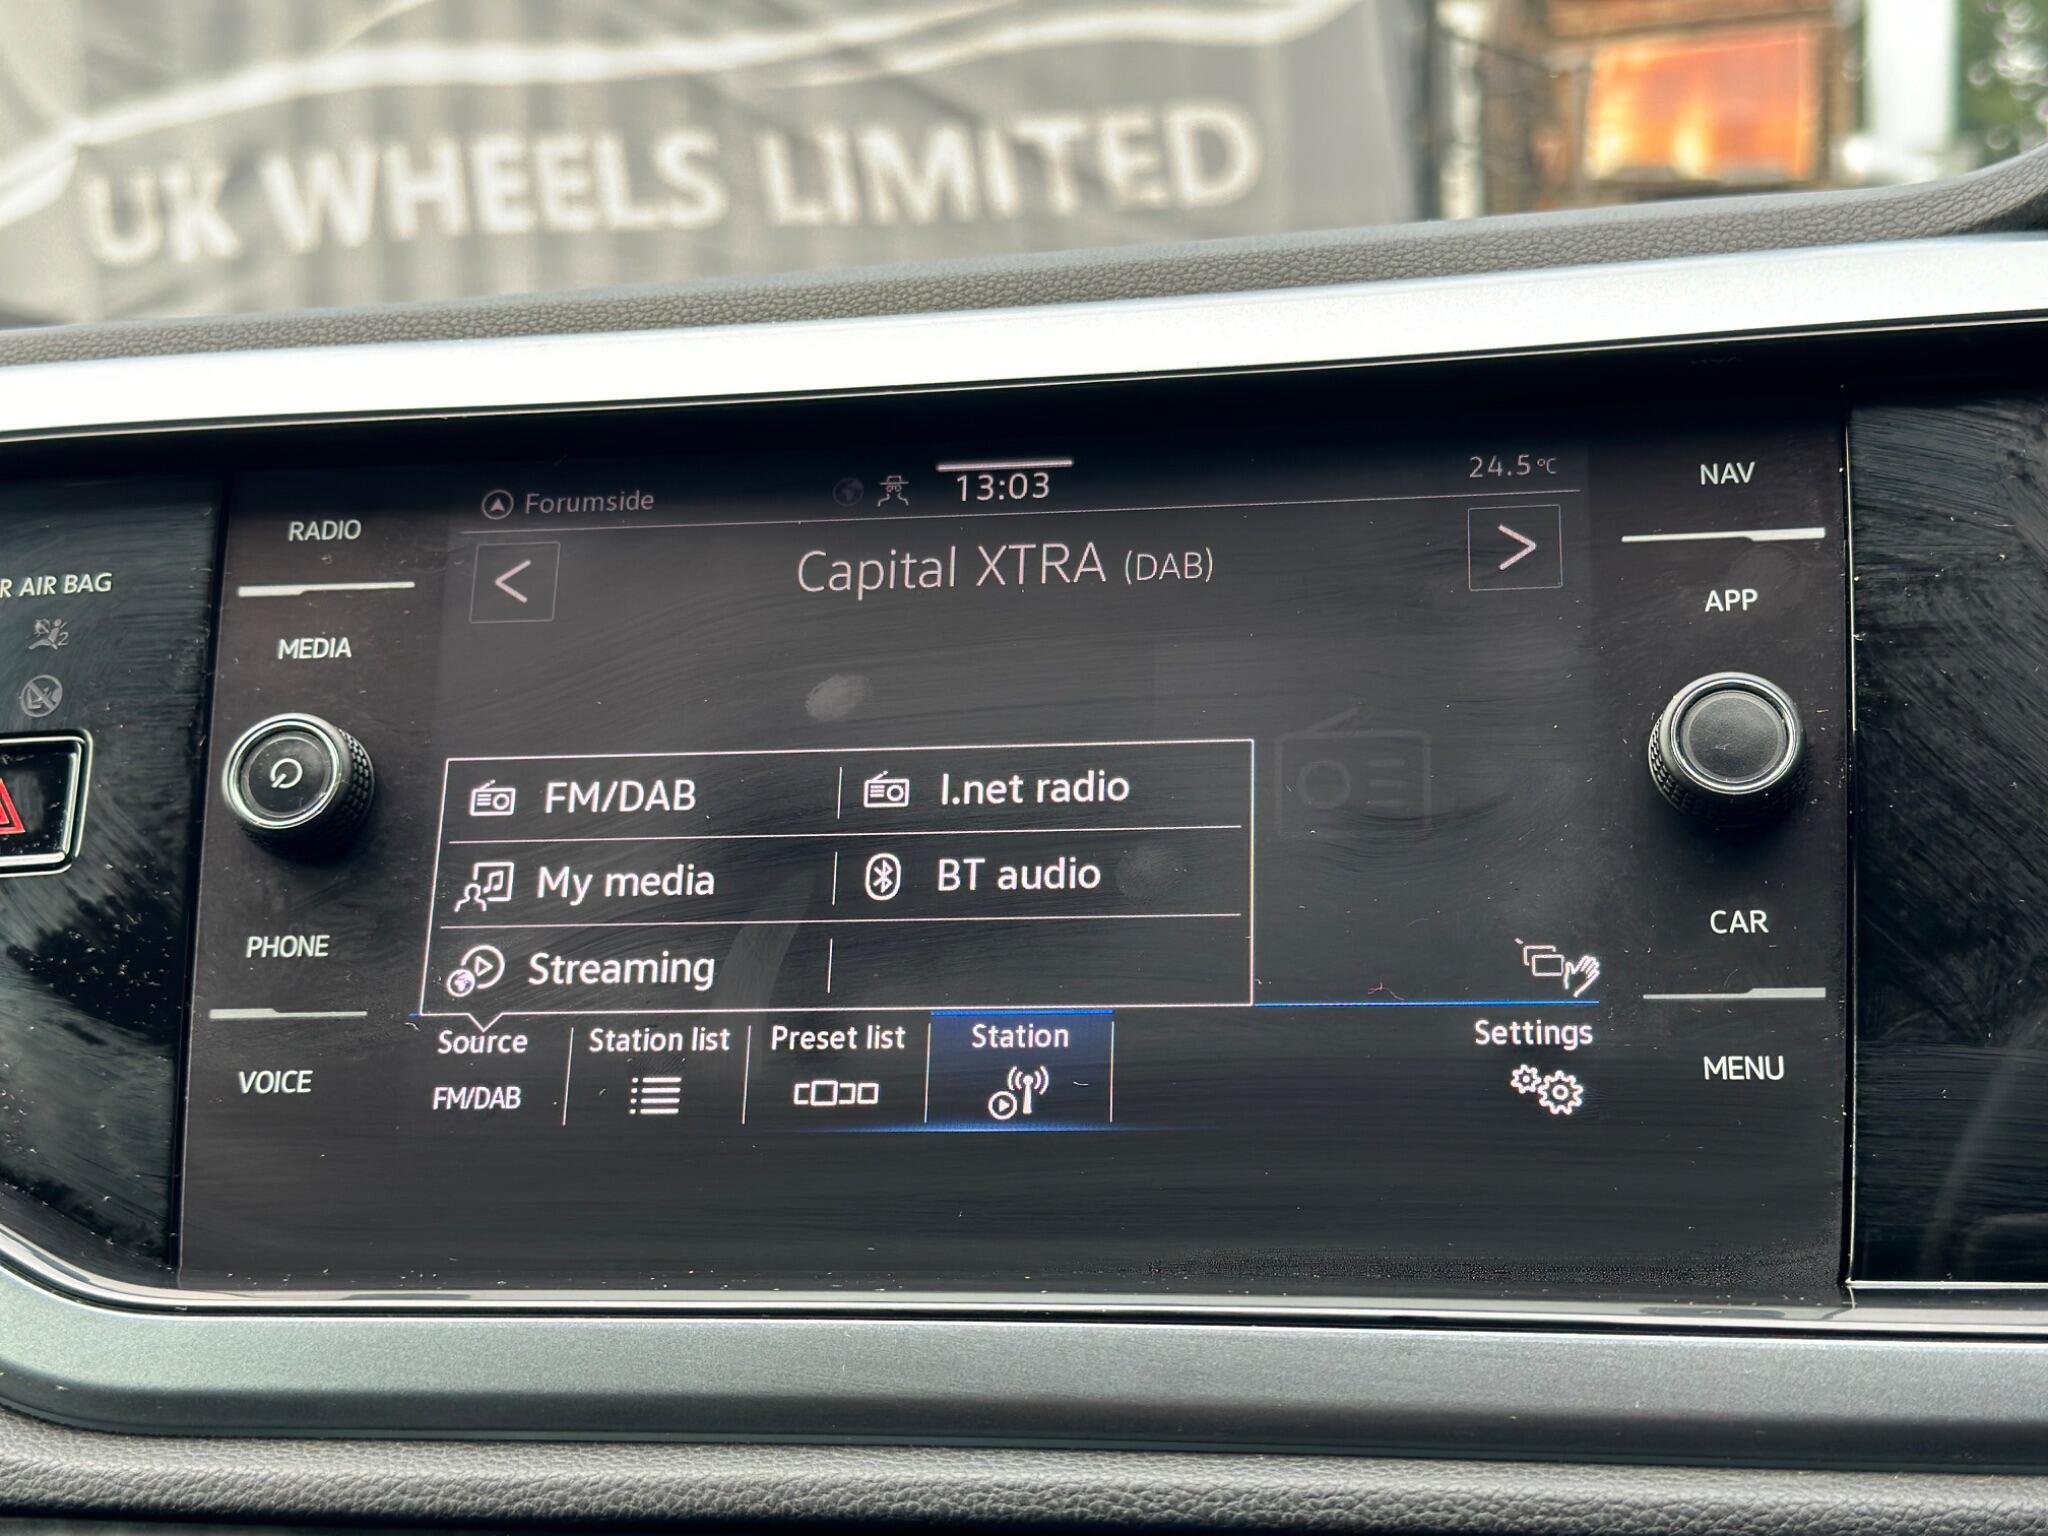 UK WHEELS LIMITED
Forumside
13:03
24.5°C
NAV
RADIO
Capital XTRA (DAB)
R AIR BAG
APP
MEDIA
FM/DAB
I.net radio
My media
BT audio
PHONE
CAR
Streaming
Source
Station list
Preset list
Station
Settings
VOICE
FM/DAB
MENU